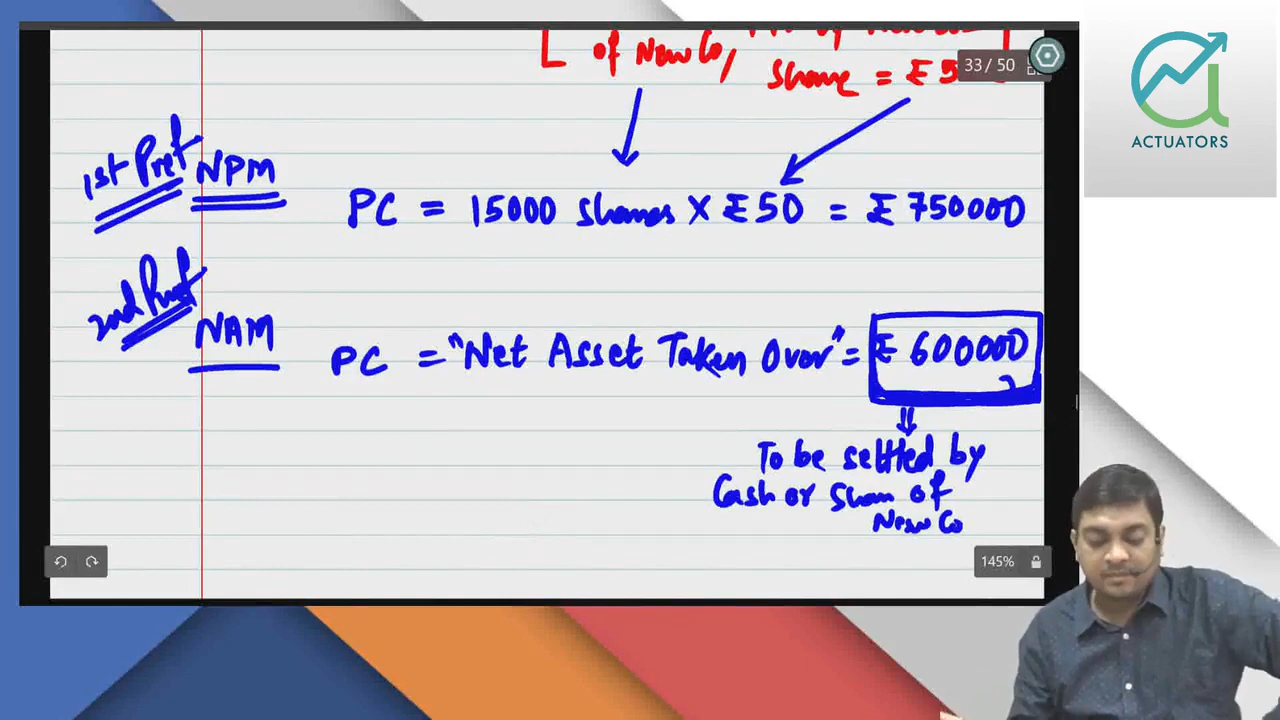 of New Co,
Share = ₹5
33 / 50
ACTUATORS
1st Pref
NPM
PC = 15000 Shares X ₹50 = ₹750000
2nd Pref
NAM
PC = "Net Asset Taken Over" = ₹600000
To be settled by
Cash or Share of
New Co
145%